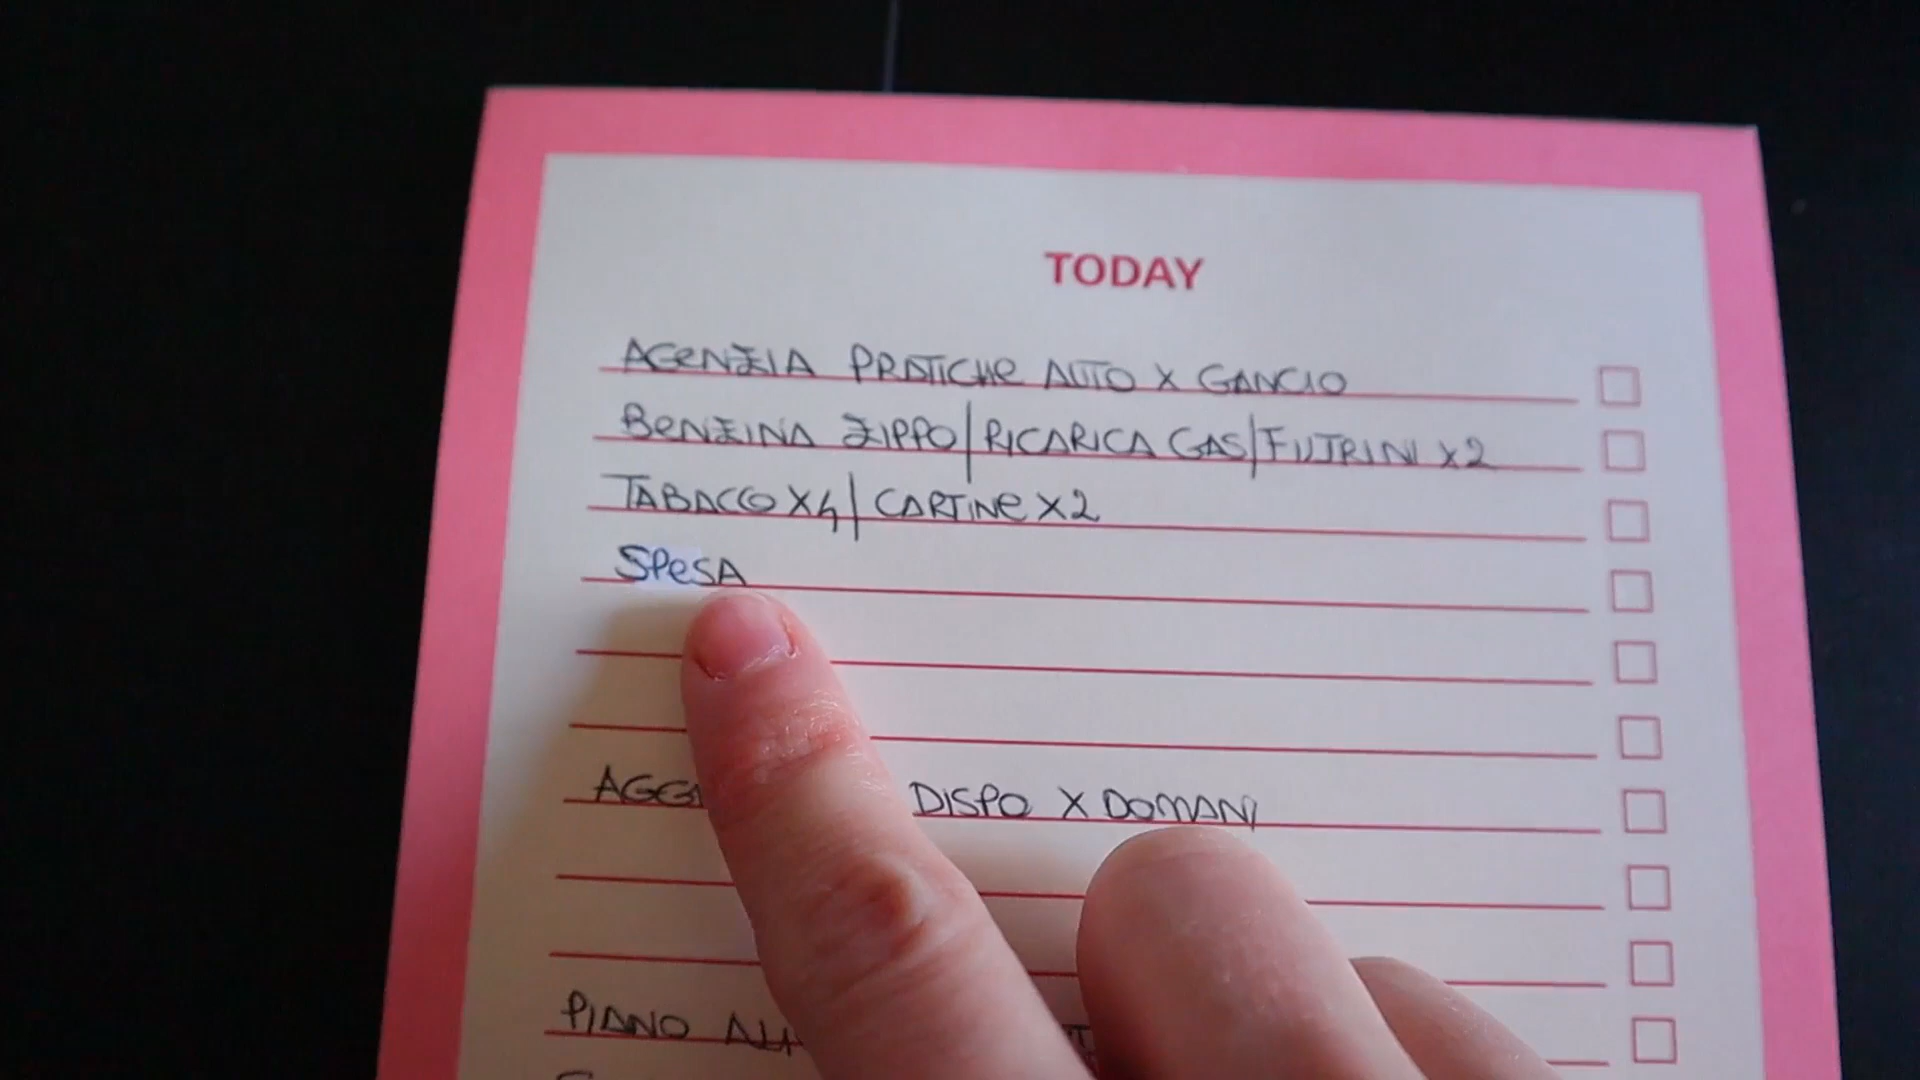 TODAY
AGENZIA PRATICHE AUTO X GANCIO
BENZINA ZIPPO | RICARICA GAS | FILTRINI X2
TABACCO X4 | CARTINE X2
SPESA
DISPO X DOMANI
PIANO